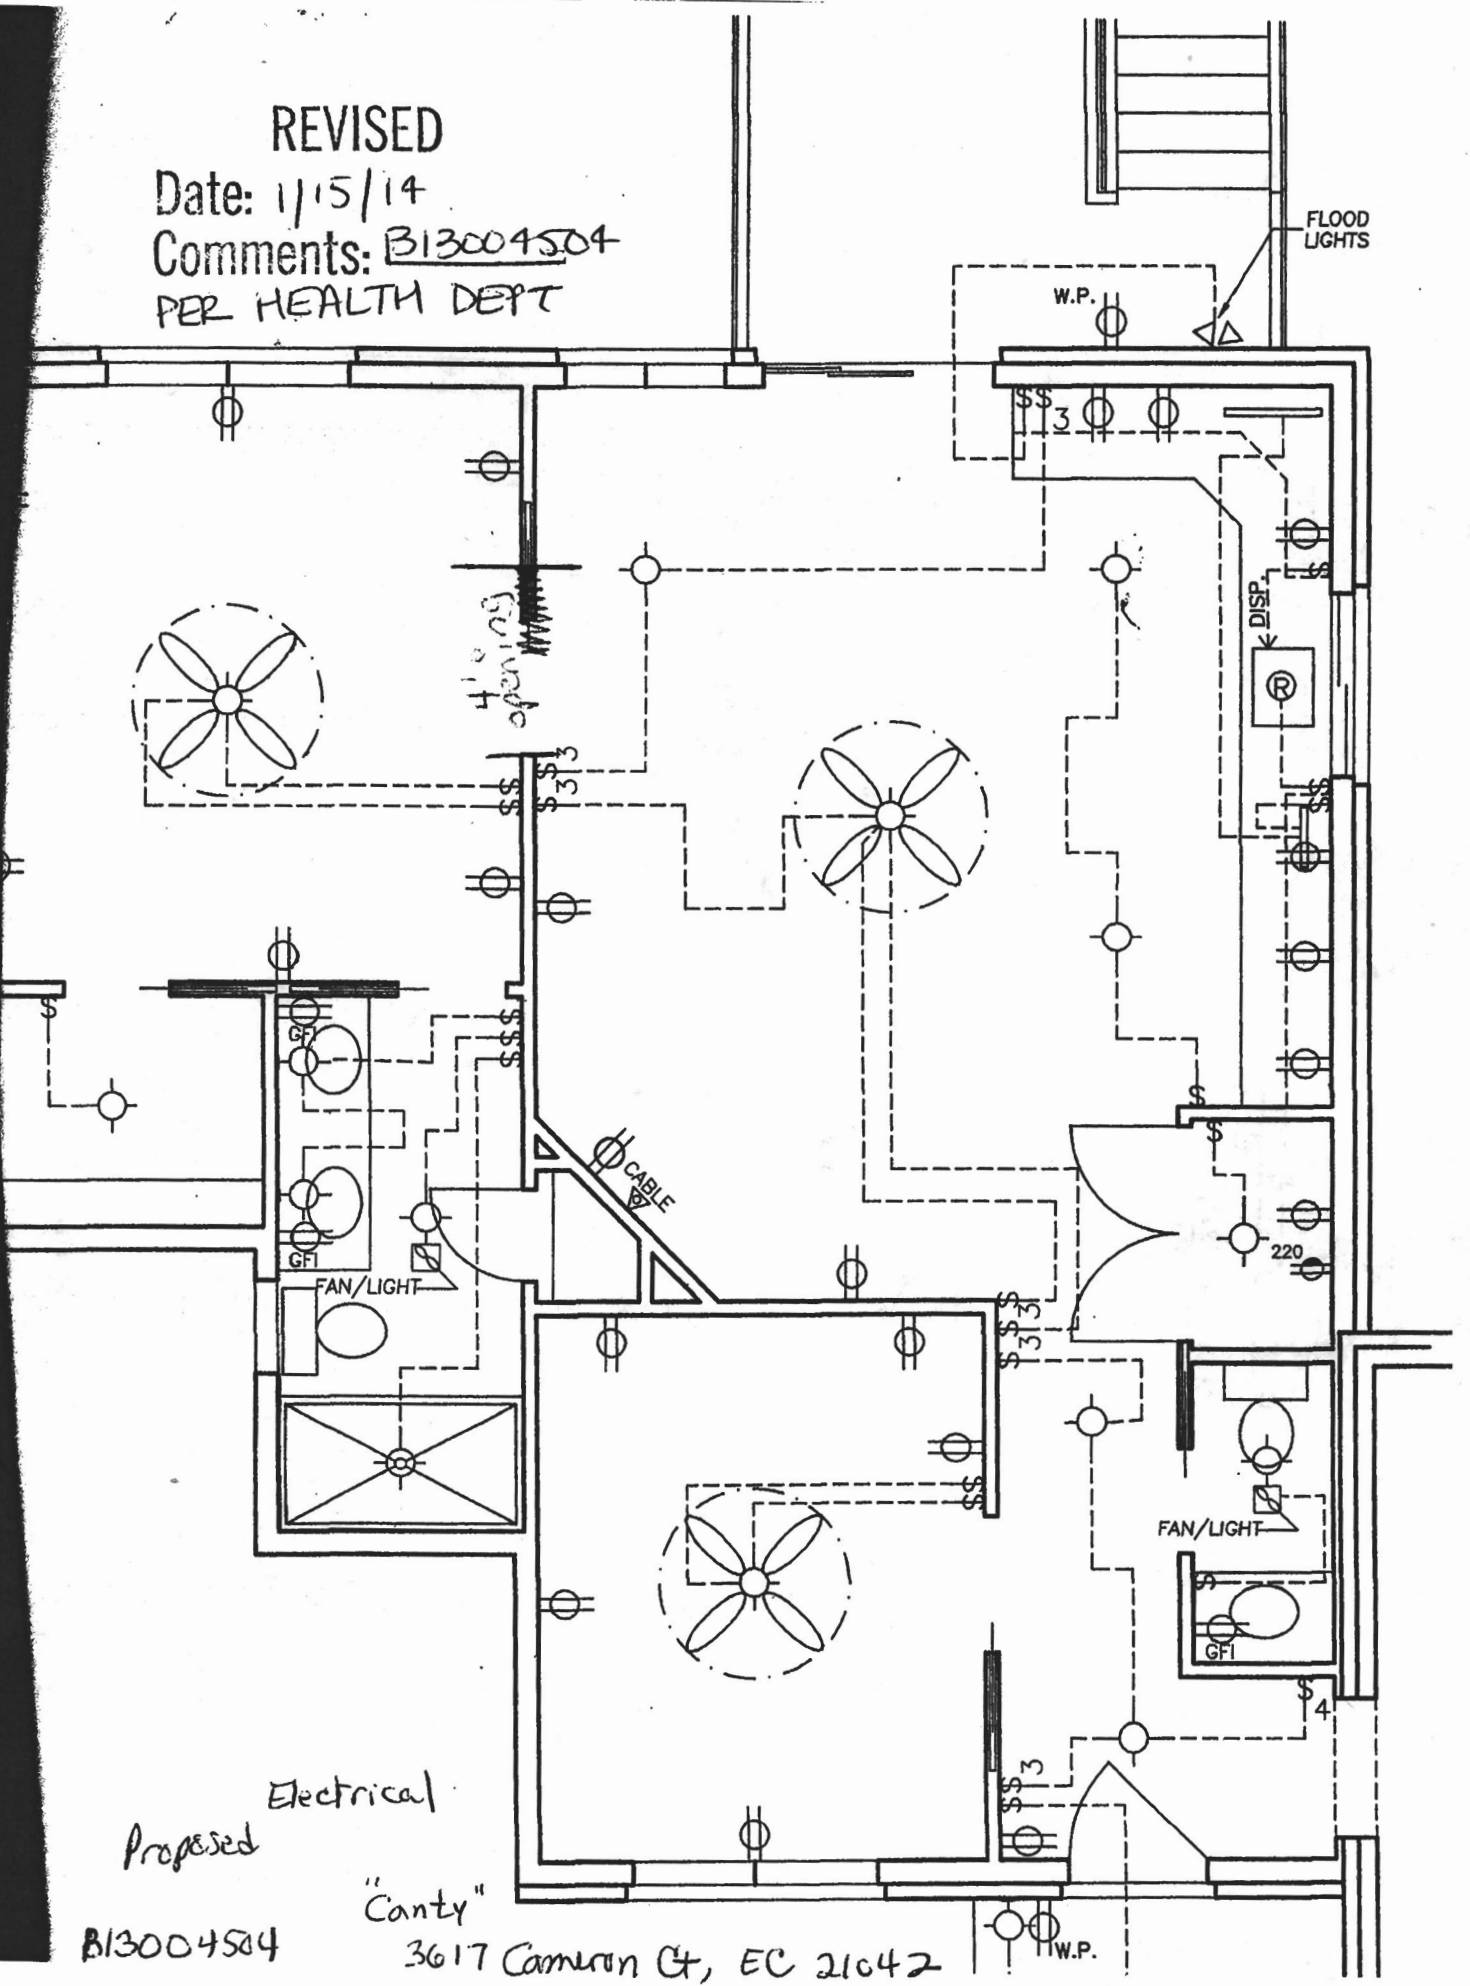 REVISED
Date: 1/15/14
Comments: B13004504
PER HEALTH DEPT
FLOOD
LIGHTS
W.P.
$$
3
$
DISP.
R
4'0"
opening
$ 3
$ 3
$
$
$
$
$
GFI
$
$
$
CABLE
$
$
GFI
FAN/LIGHT
220
$
3
$
3
$
FAN/LIGHT
$
$
$
GFI
$
4
3
$
$
Electrical
Proposed
"Canty"
B13004504
3617 Cameron Ct, EC 21042
W.P.